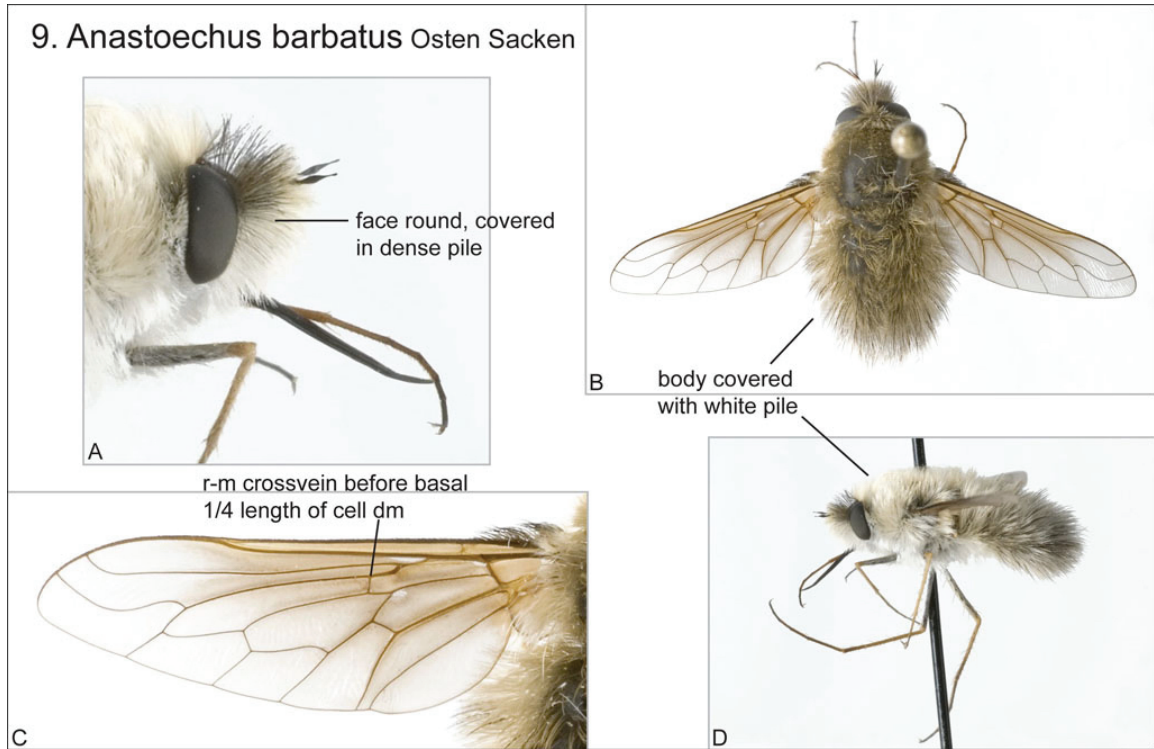 9. Anastoechus barbatus Osten Sacken
face round, covered
in dense pile
A
B
body covered
with white pile
r-m crossvein before basal
1/4 length of cell dm
C
D